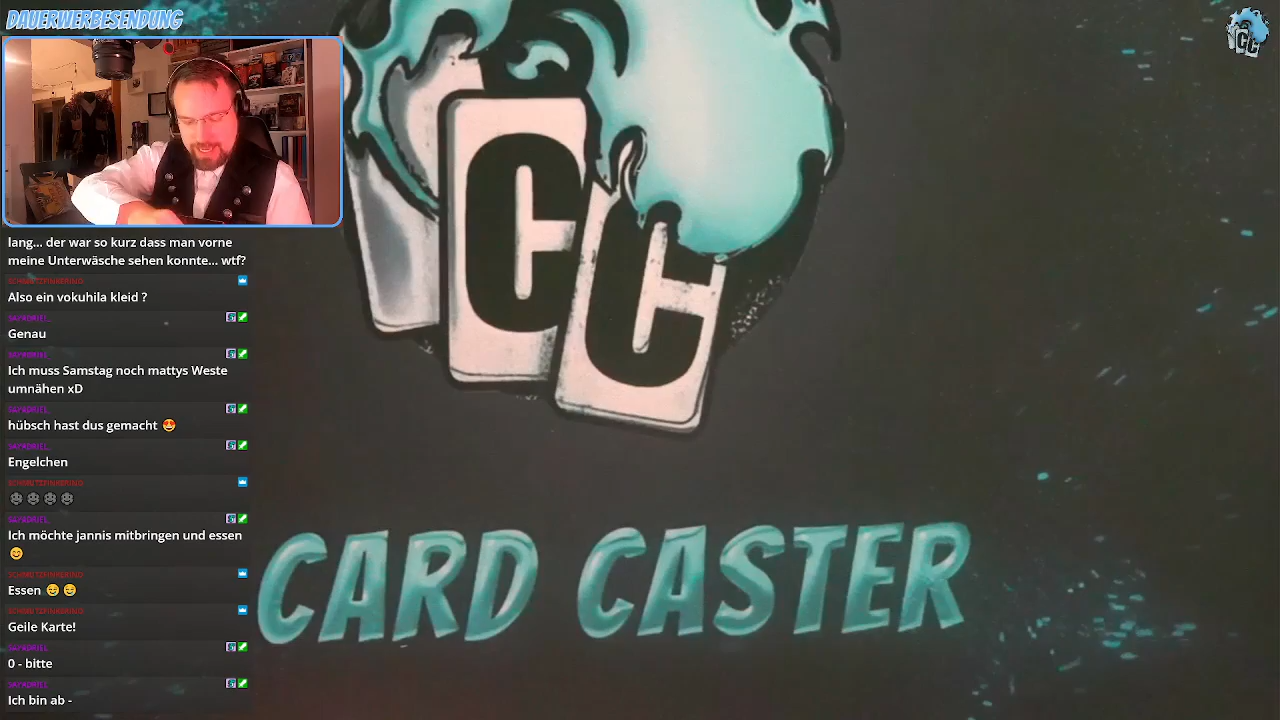 DAUERWERBESENDUNG
CC
lang... der war so kurz dass man vorne
meine Unterwäsche sehen konnte... wtf?
Also ein vokuhila kleid ?
Genau
Ich muss Samstag noch mattys Weste
umnähen xD
hübsch hast dus gemacht 😍
Engelchen
Ich möchte jannis mitbringen und essen
😊
Essen 😊 😉
Geile Karte!
0 - bitte
Ich bin ab -
CC
CARD CASTER